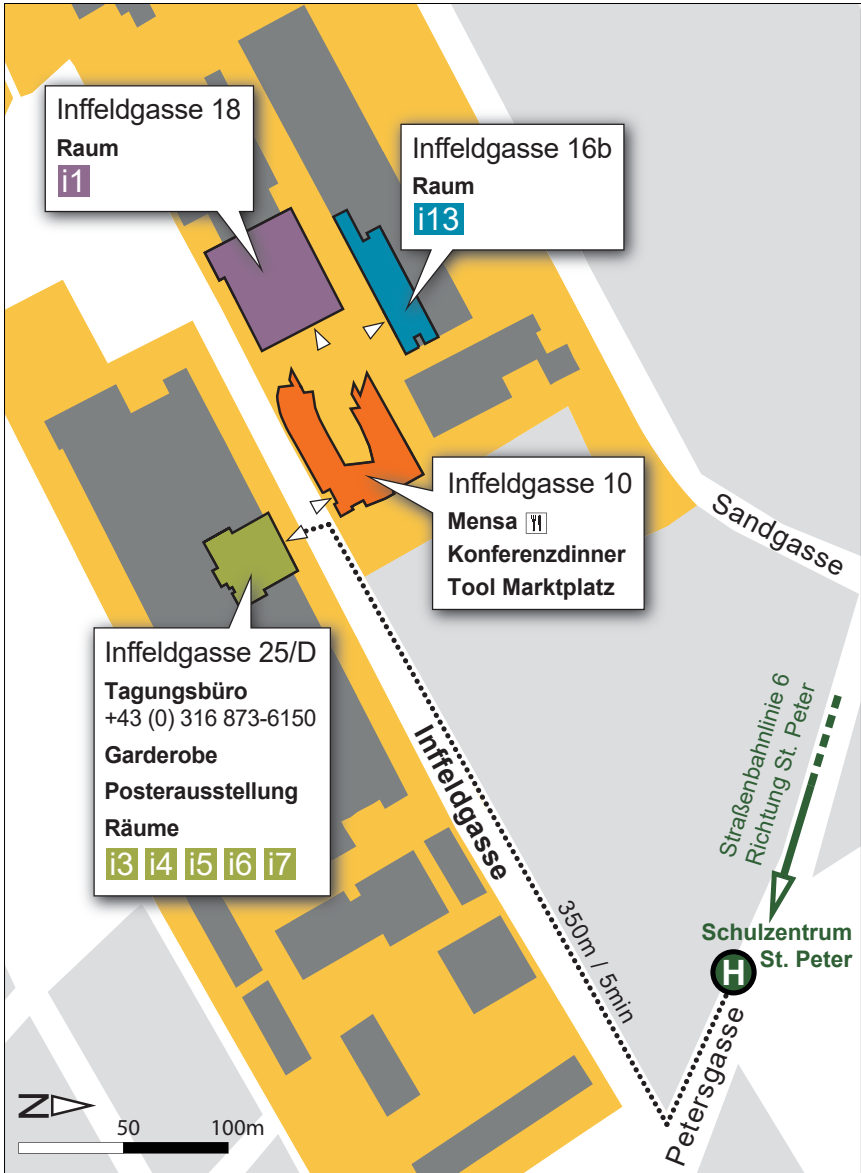 Inffeldgasse 18
Raum
i1
Inffeldgasse 16b
Raum
i13
Inffeldgasse 10
Mensa
Konferenzdinner
Tool Marktplatz
Sandgasse
Inffeldgasse 25/D
Tagungsbüro
+43 (0) 316 873-6150
Garderobe
Posterausstellung
Räume
i3 i4 i5 i6 i7
Inffeldgasse
Straßenbahnlinie 6
Richtung St. Peter
350m / 5min
Schulzentrum
St. Peter
H
Petersgasse
N
50 100m